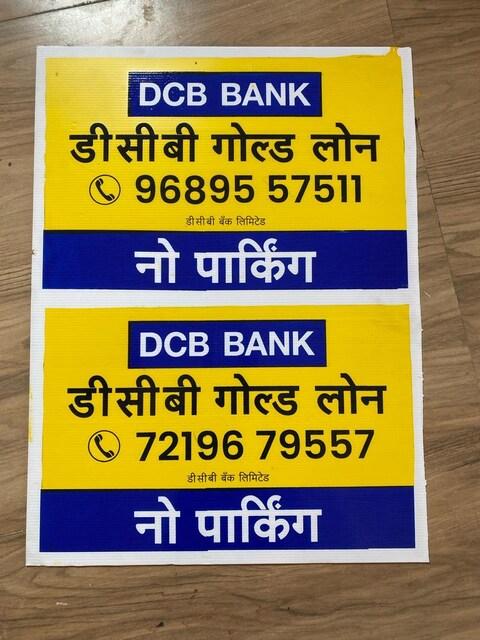 DCB BANK
डीसीबी गोल्ड लोन
96895 57511
डीसीबी बँक लिमिटेड
नो पार्किंग
DCB BANK
डीसीबी गोल्ड लोन
72196 79557
डीसीबी बँक लिमिटेड
नो पार्किंग